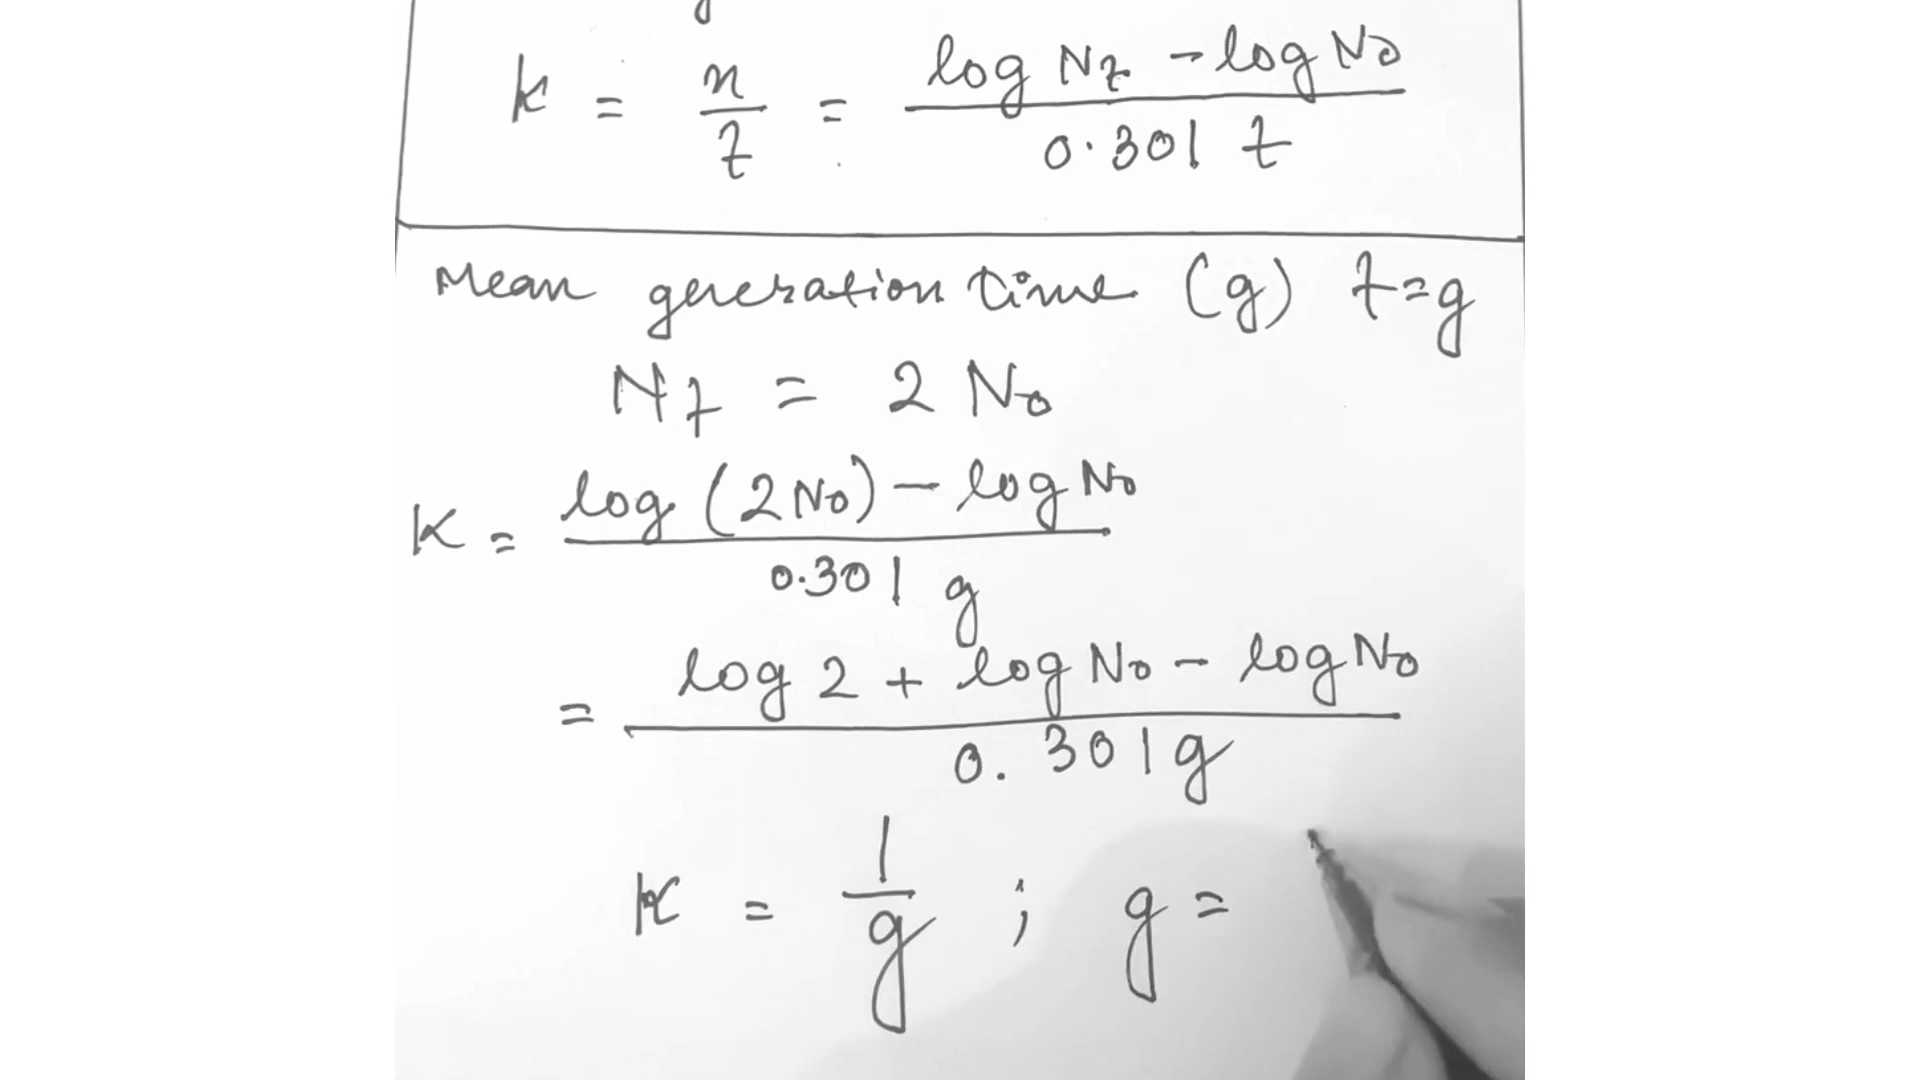 k = n/t = (log Nt - log N0)/(0.301 t)
Mean generation time (g) t=g
Nt = 2 N0
K = (log (2N0) - log N0)/(0.301 g)
= (log 2 + log N0 - log N0)/(0.301g)
K = 1/g ; g =